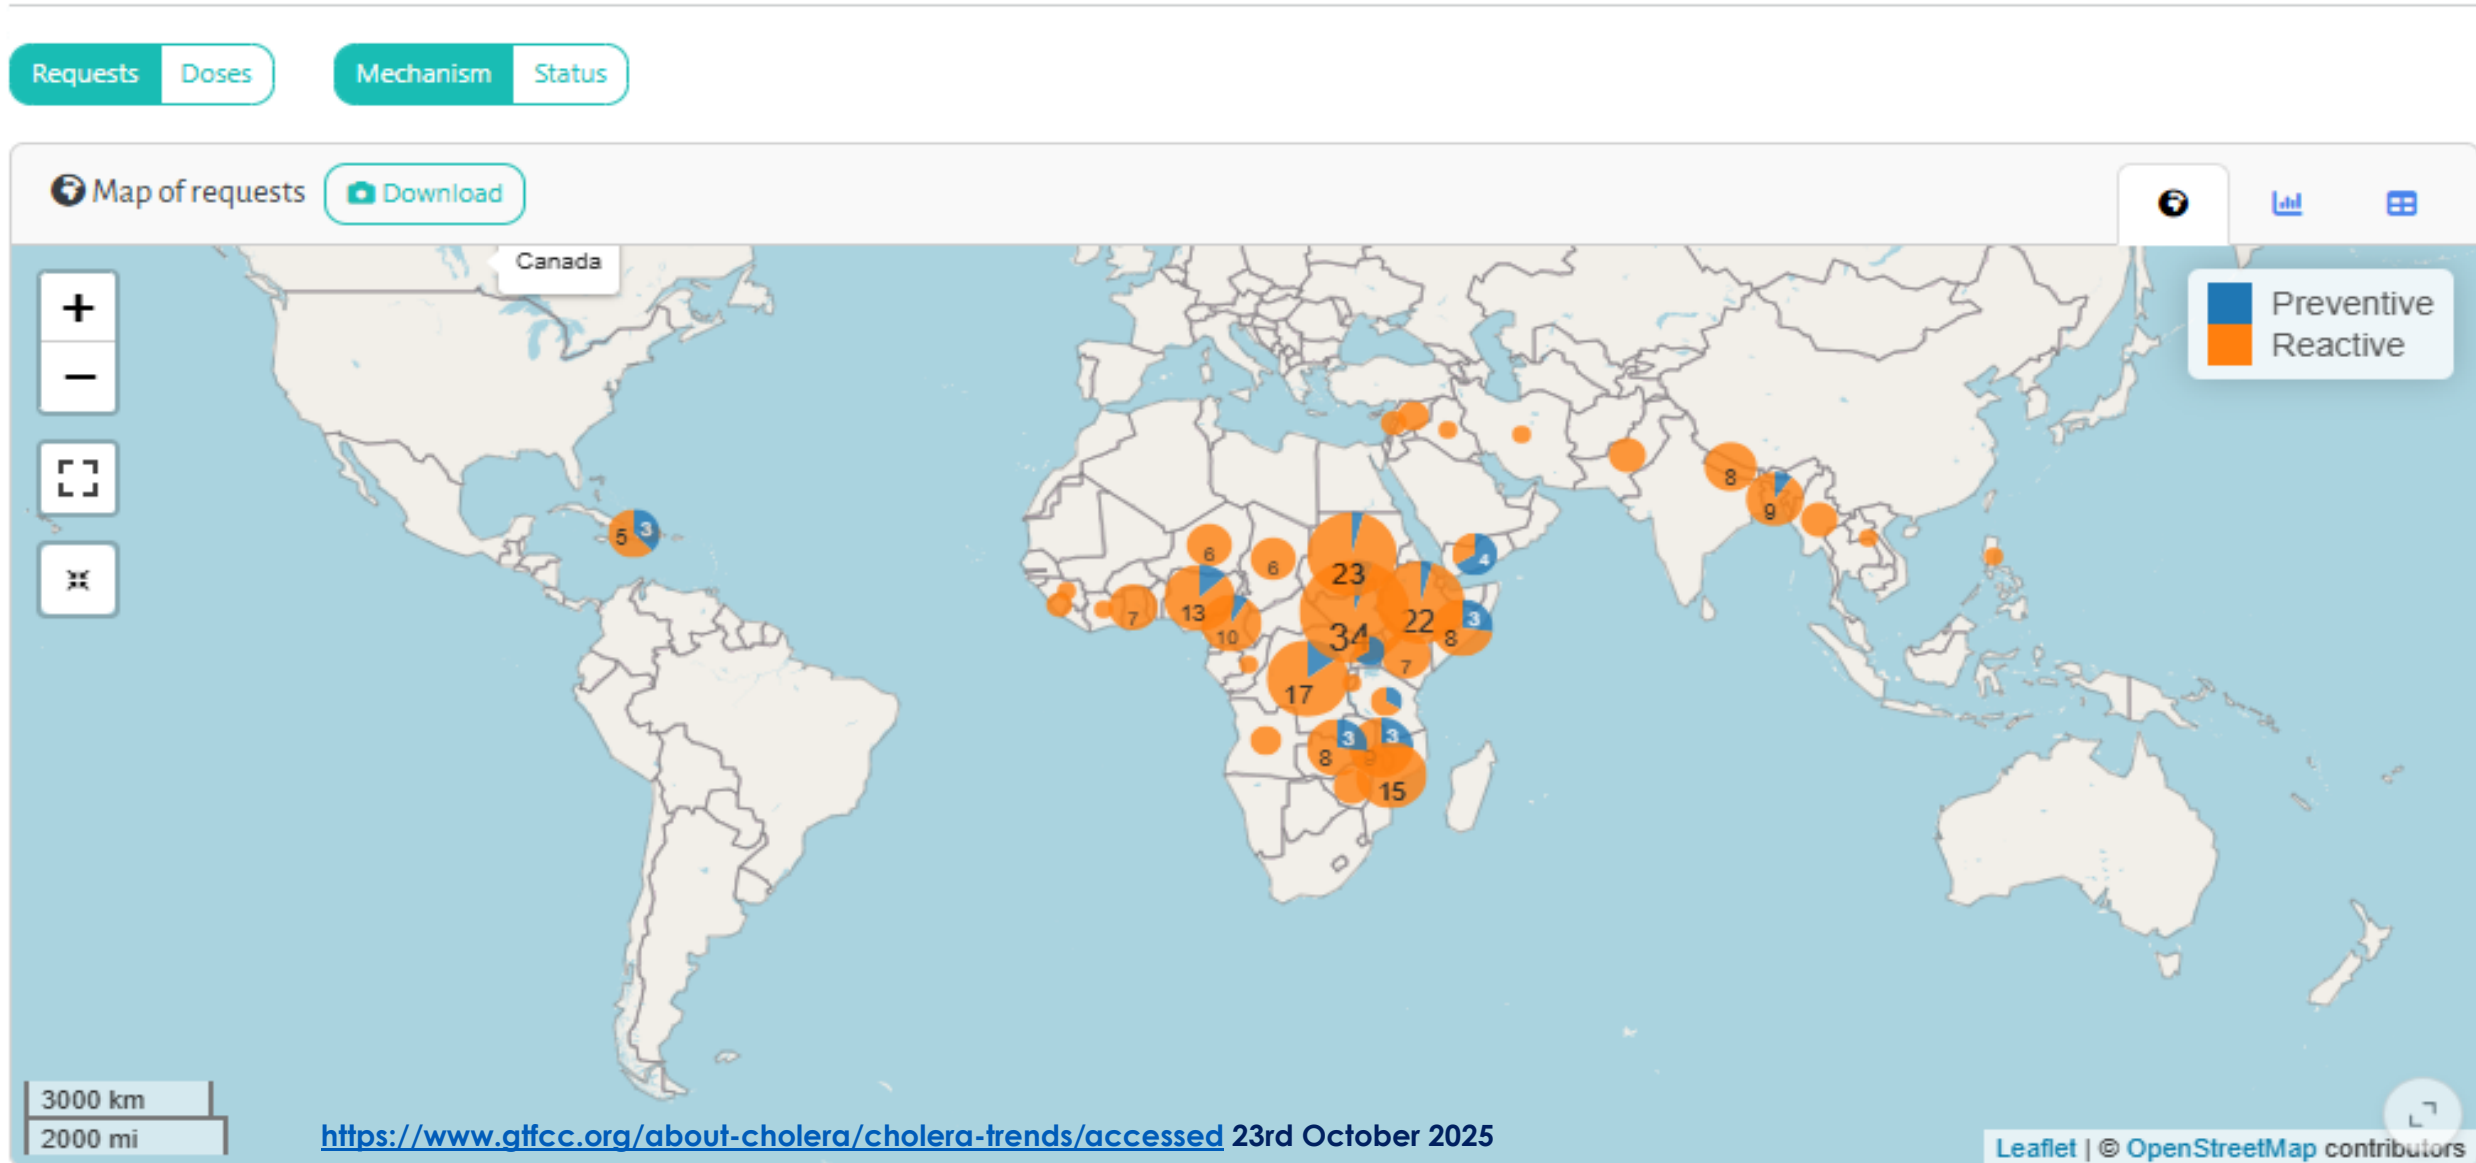 Requests Doses Mechanism Status
Map of requests Download
Canada
+
−
Preventive
Reactive
5 3
8
9
6
6
23
4
13
10
7
34
22
3
8
7
17
3
8
3
15
3000 km
2000 mi
https://www.gtfcc.org/about-cholera/cholera-trends/accessed 23rd October 2025
Leaflet | © OpenStreetMap contributors